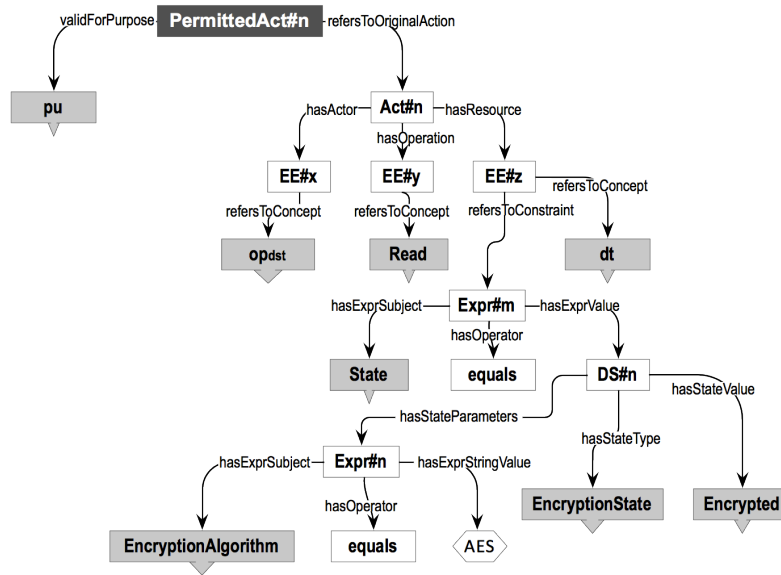 validForPurpose PermittedAct#n refersToOriginalAction
pu
hasActor Act#n hasResource
hasOperation
EE#x EE#y EE#z
refersToConcept
refersToConcept refersToConcept refersToConstraint
opdst Read dt
hasExprSubject Expr#m hasExprValue
hasOperator
State equals DS#n
hasStateValue
hasStateParameters
hasStateType
hasExprSubject Expr#n hasExprStringValue
hasOperator
EncryptionState Encrypted
EncryptionAlgorithm equals AES